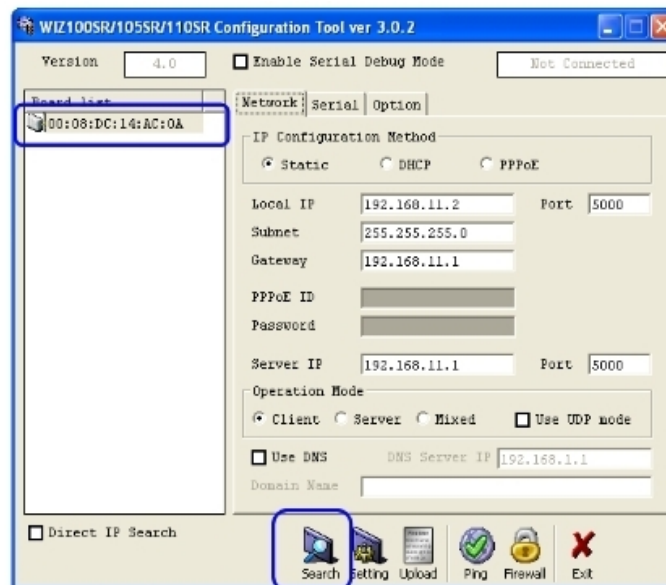 WIZ100SR/105SR/110SR Configuration Tool ver 3.0.2
Version 4.0 Enable Serial Debug Mode Not Connected
Board list Network Serial Option
00:08:DC:14:AC:0A
IP Configuration Method
Static DHCP PPPoE
Local IP 192.168.11.2 Port 5000
Subnet 255.255.255.0
Gateway 192.168.11.1
PPPoE ID
Password
Server IP 192.168.11.1 Port 5000
Operation Mode
Client Server Mixed Use UDP mode
Use DNS DNS Server IP 192.168.1.1
Domain Name
Direct IP Search
Search Setting Upload Ping Firewall Exit